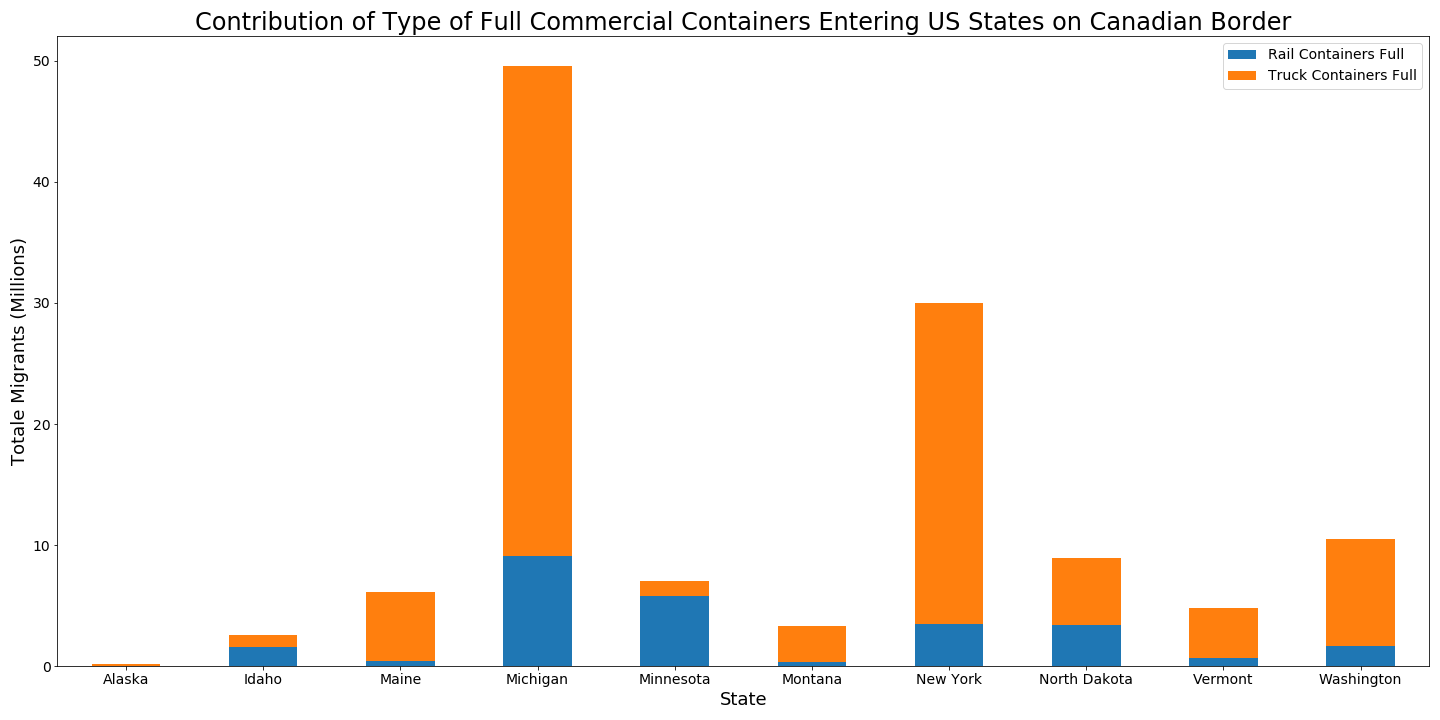 Contribution of Type of Full Commercial Containers Entering US States on Canadian Border
Rail Containers Full
Truck Containers Full
Totale Migrants (Millions)
50
40
30
20
10
0
Alaska Idaho Maine Michigan Minnesota Montana New York North Dakota Vermont Washington
State